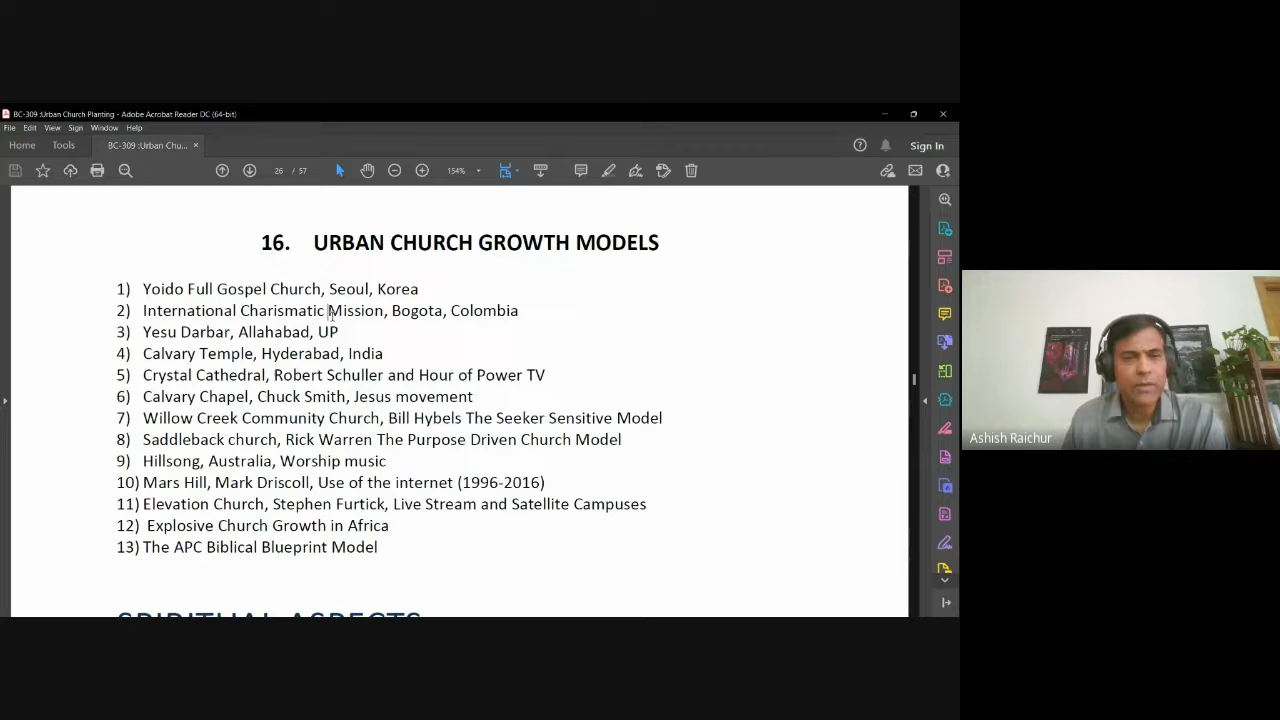 BC-309 :Urban Church Planting - Adobe Acrobat Reader DC (64-bit)
File Edit View Sign Window Help
Home Tools BC-309 :Urban Chu... × Sign In
26 / 57 154%
16. URBAN CHURCH GROWTH MODELS
1) Yoido Full Gospel Church, Seoul, Korea
2) International Charismatic Mission, Bogota, Colombia
3) Yesu Darbar, Allahabad, UP
4) Calvary Temple, Hyderabad, India
5) Crystal Cathedral, Robert Schuller and Hour of Power TV
6) Calvary Chapel, Chuck Smith, Jesus movement
7) Willow Creek Community Church, Bill Hybels The Seeker Sensitive Model
8) Saddleback church, Rick Warren The Purpose Driven Church Model
9) Hillsong, Australia, Worship music
10) Mars Hill, Mark Driscoll, Use of the internet (1996-2016)
11) Elevation Church, Stephen Furtick, Live Stream and Satellite Campuses
12) Explosive Church Growth in Africa
13) The APC Biblical Blueprint Model
SPIRITUAL ASPECTS
Ashish Raichur